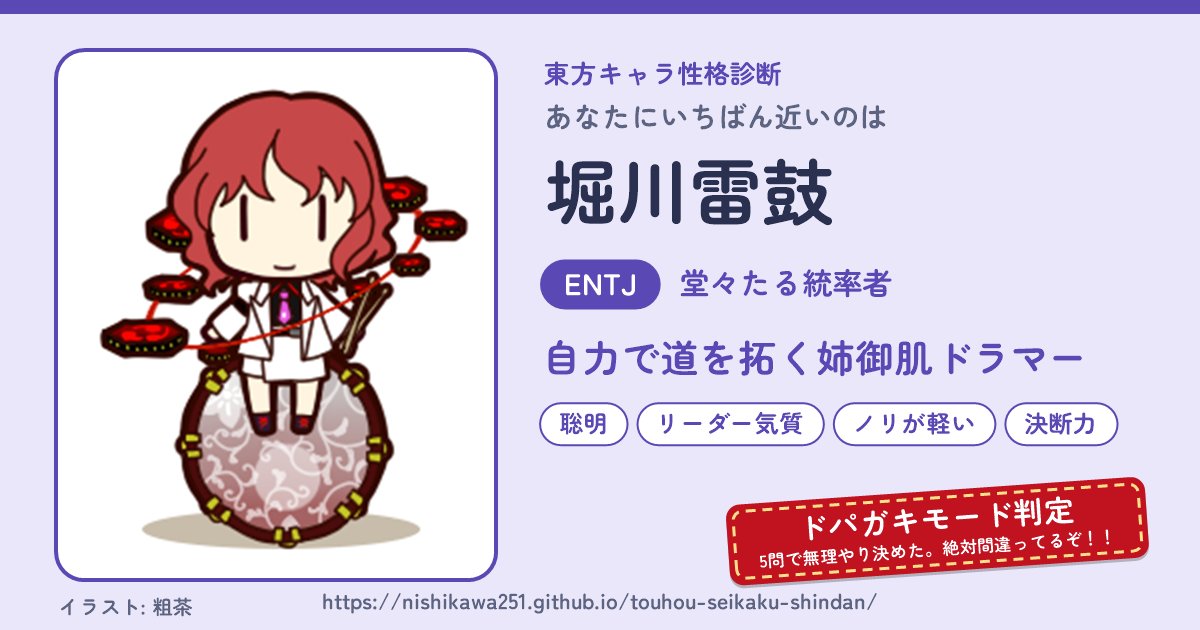 東方キャラ性格診断
あなたにいちばん近いのは
堀川雷鼓
ENTJ 堂々たる統率者
自力で道を拓く姉御肌ドラマー
聡明 リーダー気質 ノリが軽い 決断力
ドパガキモード判定
5問で無理やり決めた。絶対間違ってるぞ！！
イラスト: 粗茶
https://nishikawa251.github.io/touhou-seikaku-shindan/